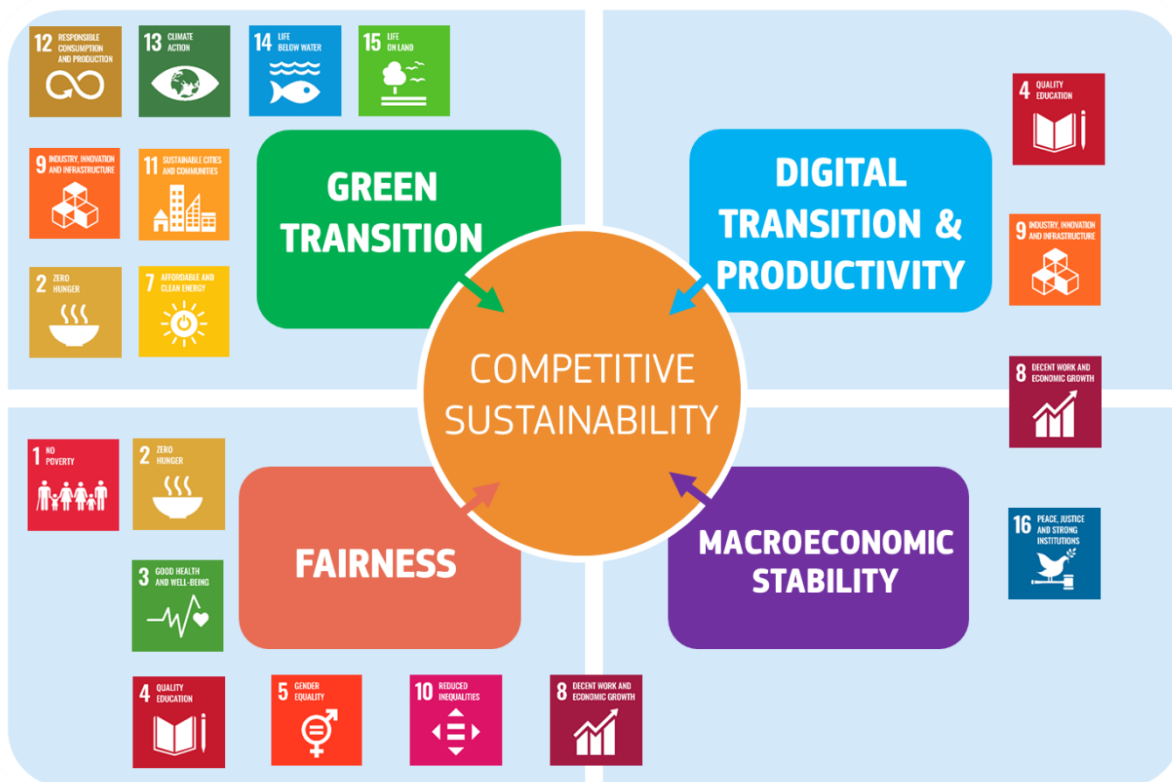 12 RESPONSIBLE
CONSUMPTION
AND PRODUCTION
13 CLIMATE
ACTION
14 LIFE
BELOW WATER
15 LIFE
ON LAND
9 INDUSTRY, INNOVATION
AND INFRASTRUCTURE
11 SUSTAINABLE CITIES
AND COMMUNITIES
2 ZERO
HUNGER
7 AFFORDABLE AND
CLEAN ENERGY
GREEN
TRANSITION
DIGITAL
TRANSITION &
PRODUCTIVITY
4 QUALITY
EDUCATION
9 INDUSTRY, INNOVATION
AND INFRASTRUCTURE
8 DECENT WORK AND
ECONOMIC GROWTH
COMPETITIVE
SUSTAINABILITY
1 NO
POVERTY
2 ZERO
HUNGER
3 GOOD HEALTH
AND WELL-BEING
FAIRNESS
4 QUALITY
EDUCATION
5 GENDER
EQUALITY
10 REDUCED
INEQUALITIES
8 DECENT WORK AND
ECONOMIC GROWTH
MACROECONOMIC
STABILITY
16 PEACE, JUSTICE
AND STRONG
INSTITUTIONS